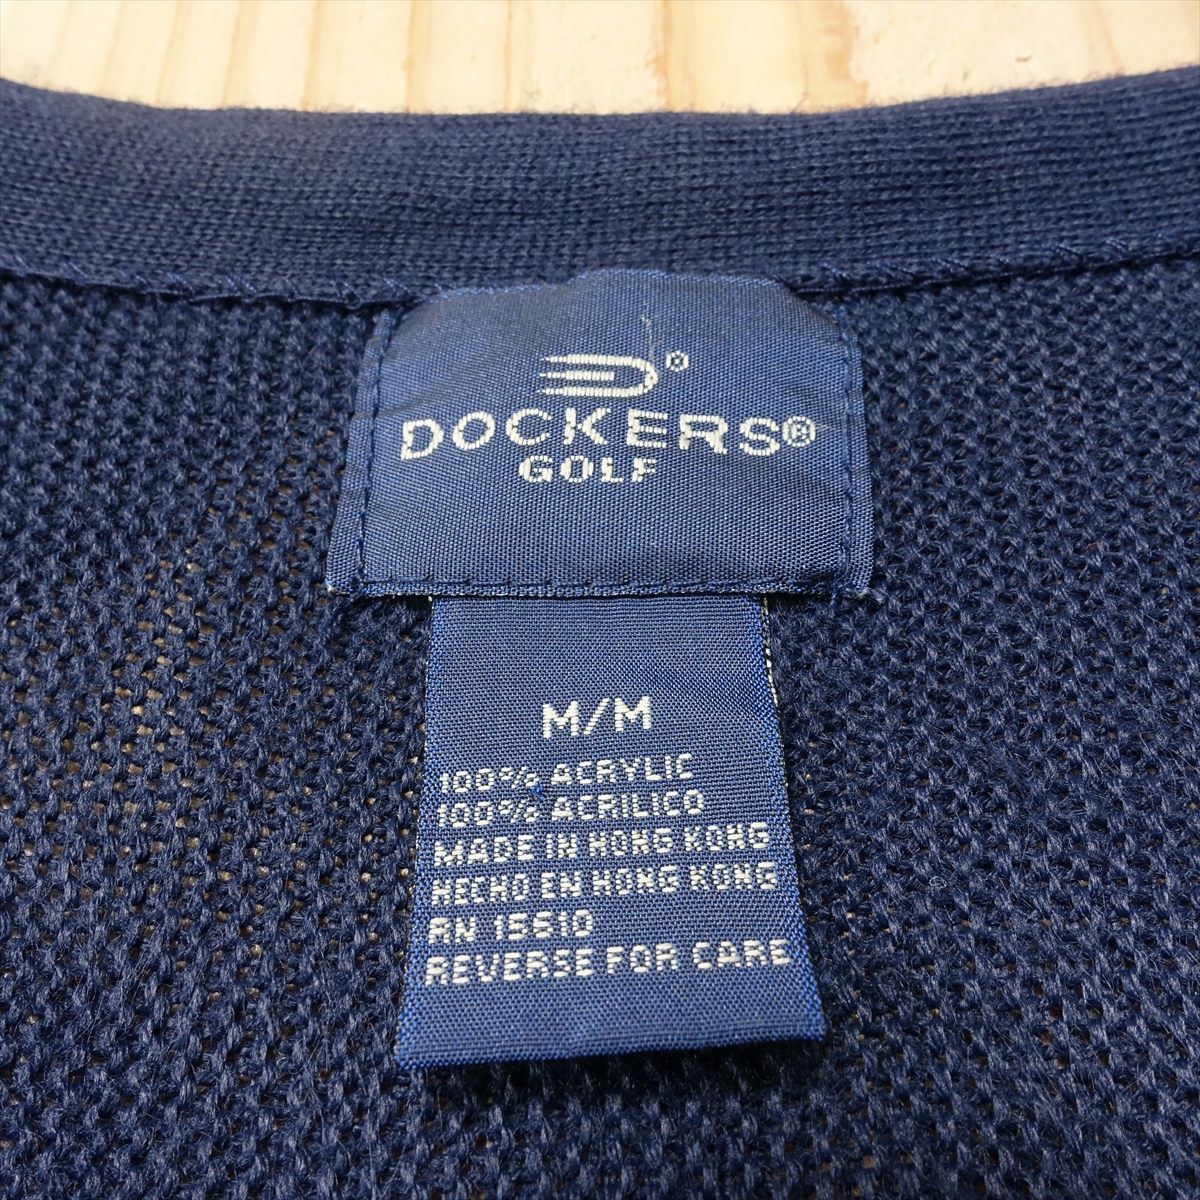 ®
DOCKERS®
GOLF
M/M
100% ACRYLIC
100% ACRILICO
MADE IN HONG KONG
HECHO EN HONG KONG
RN 15610
REVERSE FOR CARE